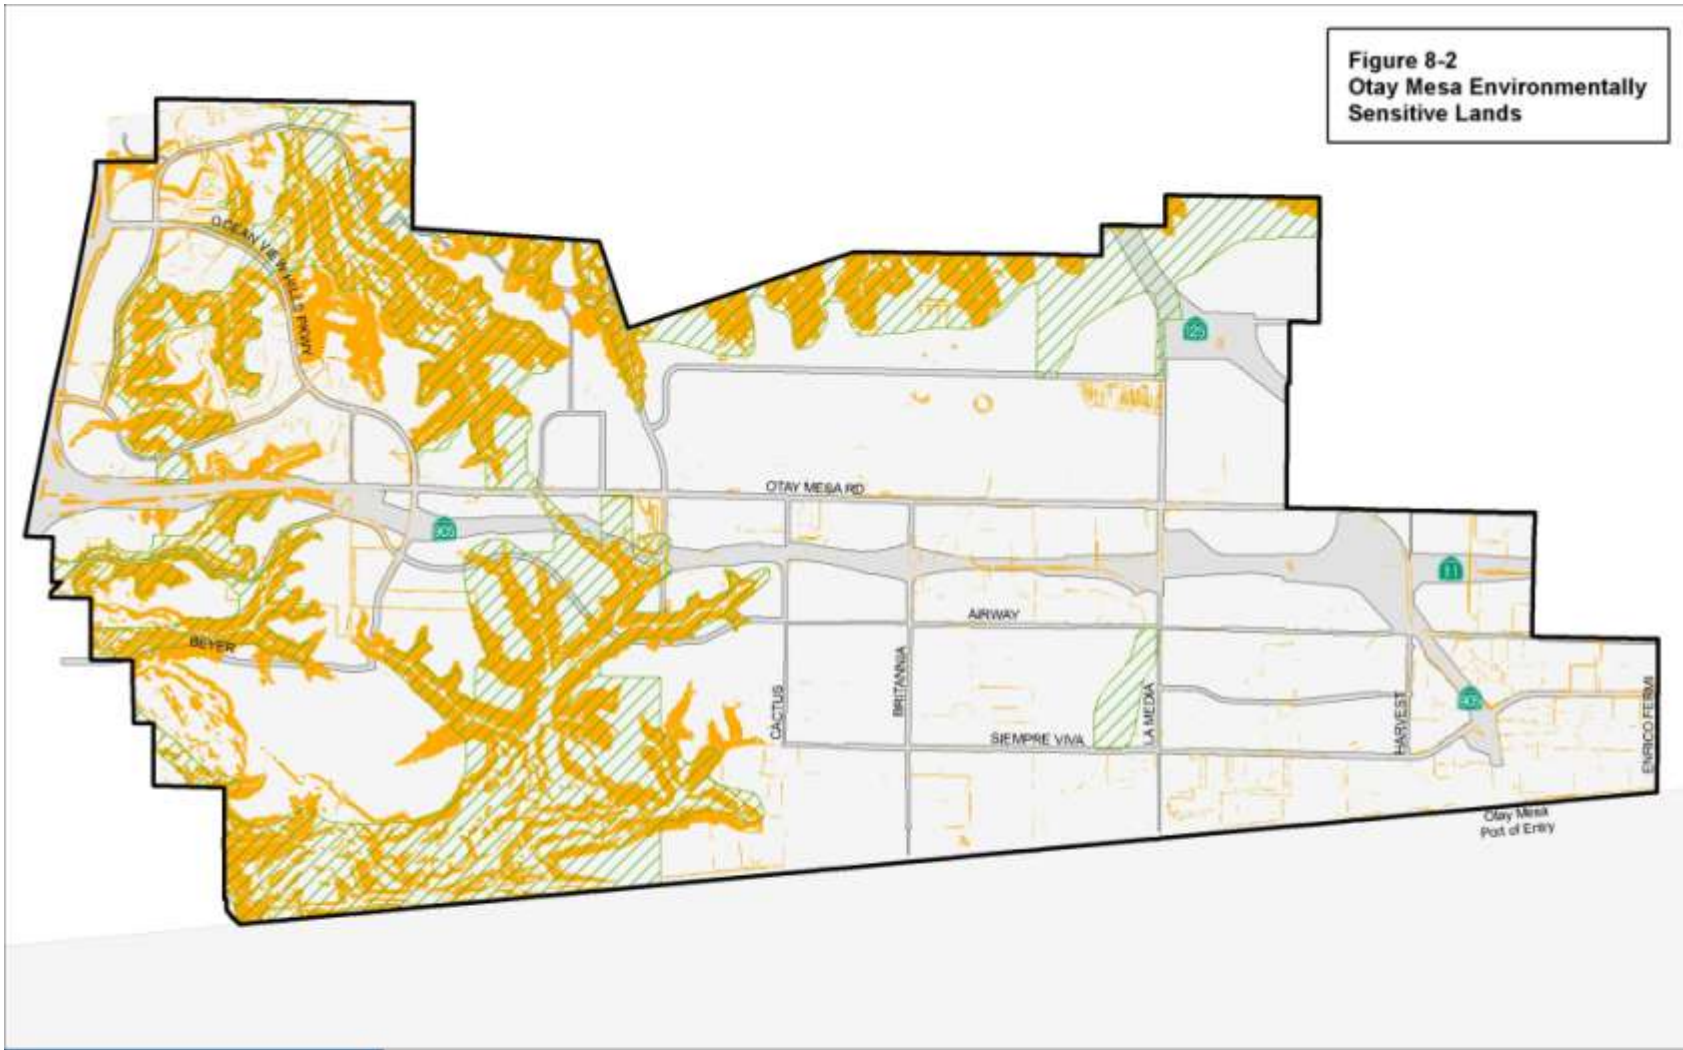 Figure 8-2
Otay Mesa Environmentally
Sensitive Lands
OCEAN VIEW HILLS PKWY
125
OTAY MESA RD
905
11
AIRWAY
BEYER
BRITANNIA
CACTUS
LA MEDIA
HARVEST
905
ENRICO FERMI
SIEMPRE VIVA
Otay Mesa
Port of Entry